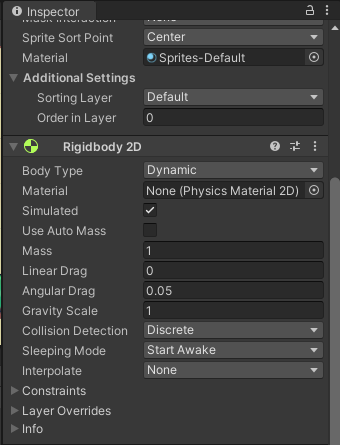 Inspector
Sprite Sort Point Center
Material Sprites-Default
Additional Settings
Sorting Layer Default
Order in Layer 0
Rigidbody 2D
Body Type Dynamic
Material None (Physics Material 2D)
Simulated
Use Auto Mass
Mass 1
Linear Drag 0
Angular Drag 0.05
Gravity Scale 1
Collision Detection Discrete
Sleeping Mode Start Awake
Interpolate None
Constraints
Layer Overrides
Info